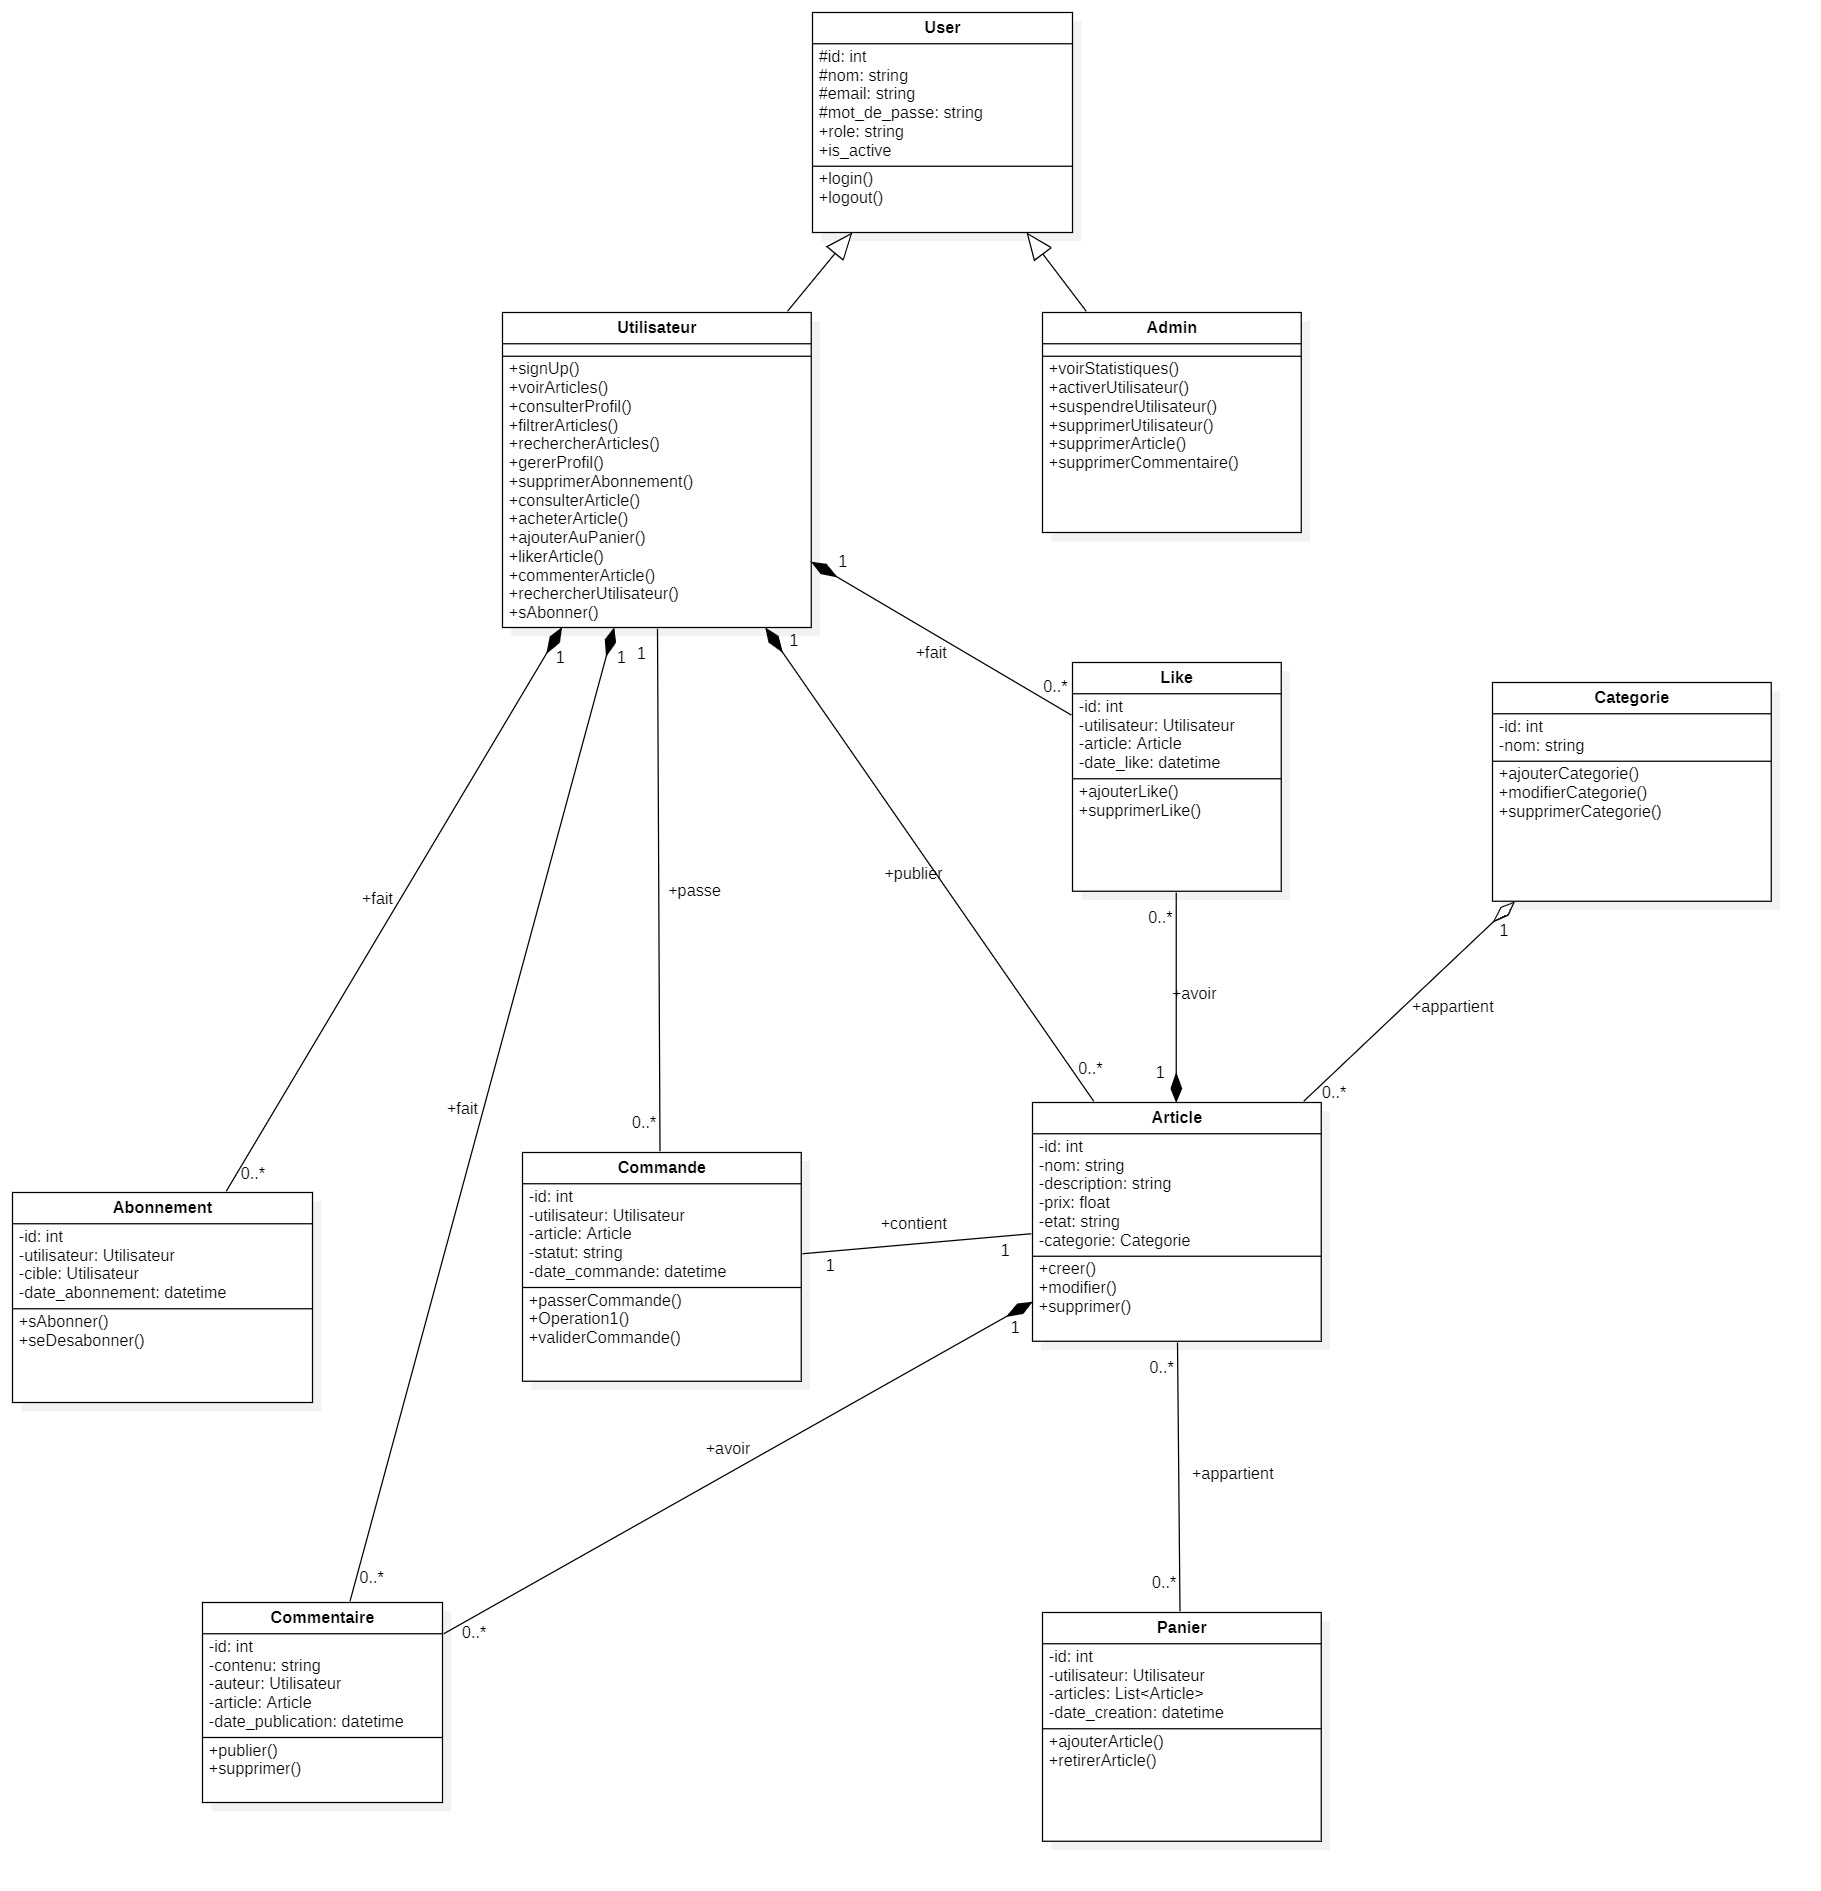 User
#id: int
#nom: string
#email: string
#mot_de_passe: string
+role: string
+is_active
+login()
+logout()
Utilisateur
+signUp()
+voirArticles()
+consulterProfil()
+filtrerArticles()
+rechercherArticles()
+gererProfil()
+supprimerAbonnement()
+consulterArticle()
+acheterArticle()
+ajouterAuPanier()
+likerArticle()
+commenterArticle()
+rechercherUtilisateur()
+sAbonner()
Admin
+voirStatistiques()
+activerUtilisateur()
+suspendreUtilisateur()
+supprimerUtilisateur()
+supprimerArticle()
+supprimerCommentaire()
1
+fait
0..*
1
1
1
1
Like
-id: int
-utilisateur: Utilisateur
-article: Article
-date_like: datetime
+ajouterLike()
+supprimerLike()
Categorie
-id: int
-nom: string
+ajouterCategorie()
+modifierCategorie()
+supprimerCategorie()
+fait
+passe
+publier
0..*
+avoir
1
1
+appartient
0..*
+fait
0..*
0..*
0..*
Article
-id: int
-nom: string
-description: string
-prix: float
-etat: string
-categorie: Categorie
+creer()
+modifier()
+supprimer()
Commande
-id: int
-utilisateur: Utilisateur
-article: Article
-statut: string
-date_commande: datetime
+passerCommande()
+Operation1()
+validerCommande()
+contient
1
1
Abonnement
-id: int
-utilisateur: Utilisateur
-cible: Utilisateur
-date_abonnement: datetime
+sAbonner()
+seDesabonner()
1
+avoir
0..*
0..*
+appartient
0..*
0..*
Commentaire
-id: int
-contenu: string
-auteur: Utilisateur
-article: Article
-date_publication: datetime
+publier()
+supprimer()
Panier
-id: int
-utilisateur: Utilisateur
-articles: List<Article>
-date_creation: datetime
+ajouterArticle()
+retirerArticle()